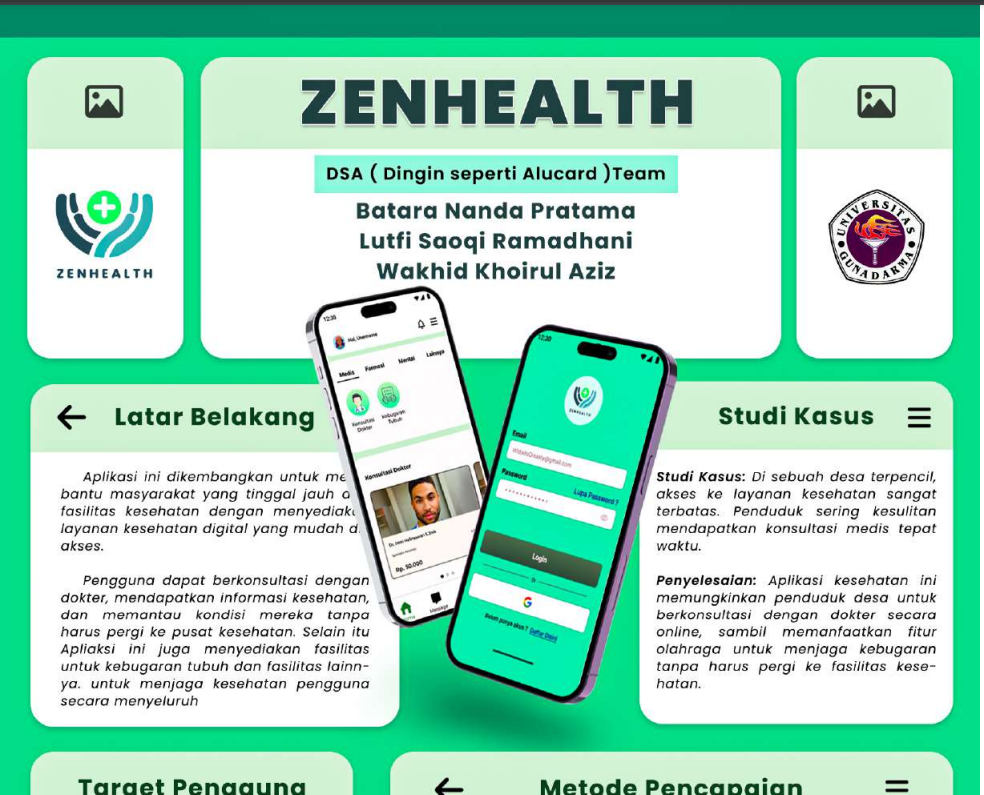 ZENHEALTH
DSA ( Dingin seperti Alucard )Team
Batara Nanda Pratama
Lutfi Saoqi Ramadhani
Wakhid Khoirul Aziz
ZENHEALTH
UNIVERSITAS
GUNADARMA
Latar Belakang
Aplikasi ini dikembangkan untuk me
bantu masyarakat yang tinggal jauh d
fasilitas kesehatan dengan menyediak
layanan kesehatan digital yang mudah d
akses.
Pengguna dapat berkonsultasi dengan
dokter, mendapatkan informasi kesehatan,
dan memantau kondisi mereka tanpa
harus pergi ke pusat kesehatan. Selain itu
Apliaksi ini juga menyediakan fasilitas
untuk kebugaran tubuh dan fasilitas lainn-
ya. untuk menjaga kesehatan pengguna
secara menyeluruh
12:30
Hai, Username
Medis Farmasi Mental Lainnya
Konsultasi
Dokter
Kebugaran
Tubuh
Konsultasi Dokter
Rp. 50.000
Home
Message
12:30
ZENHEALTH
Email
Password
Lupa Password ?
Login
Belum punya akun ? Daftar Disini
Studi Kasus
Studi Kasus: Di sebuah desa terpencil,
akses ke layanan kesehatan sangat
terbatas. Penduduk sering kesulitan
mendapatkan konsultasi medis tepat
waktu.
Penyelesaian: Aplikasi kesehatan ini
memungkinkan penduduk desa untuk
berkonsultasi dengan dokter secara
online, sambil memanfaatkan fitur
olahraga untuk menjaga kebugaran
tanpa harus pergi ke fasilitas kese-
hatan.
Target Pengguna
Metode Pencapaian